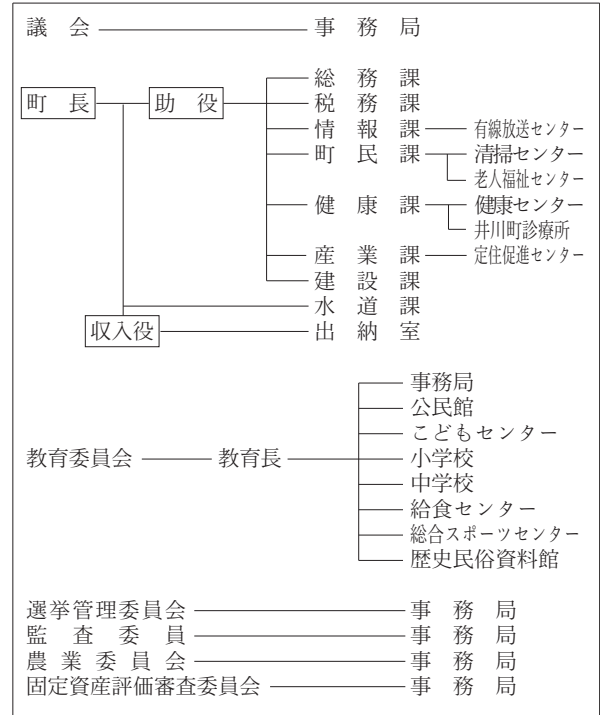 議会 事務局
総務課
税務課
町長 助役
情報課 有線放送センター
町民課 清掃センター
老人福祉センター
健康課 健康センター
井川町診療所
産業課 定住促進センター
建設課
水道課
収入役 出納室
事務局
公民館
こどもセンター
教育委員会 教育長 小学校
中学校
給食センター
総合スポーツセンター
歴史民俗資料館
選挙管理委員会 事務局
監査委員 事務局
農業委員会 事務局
固定資産評価審査委員会 事務局